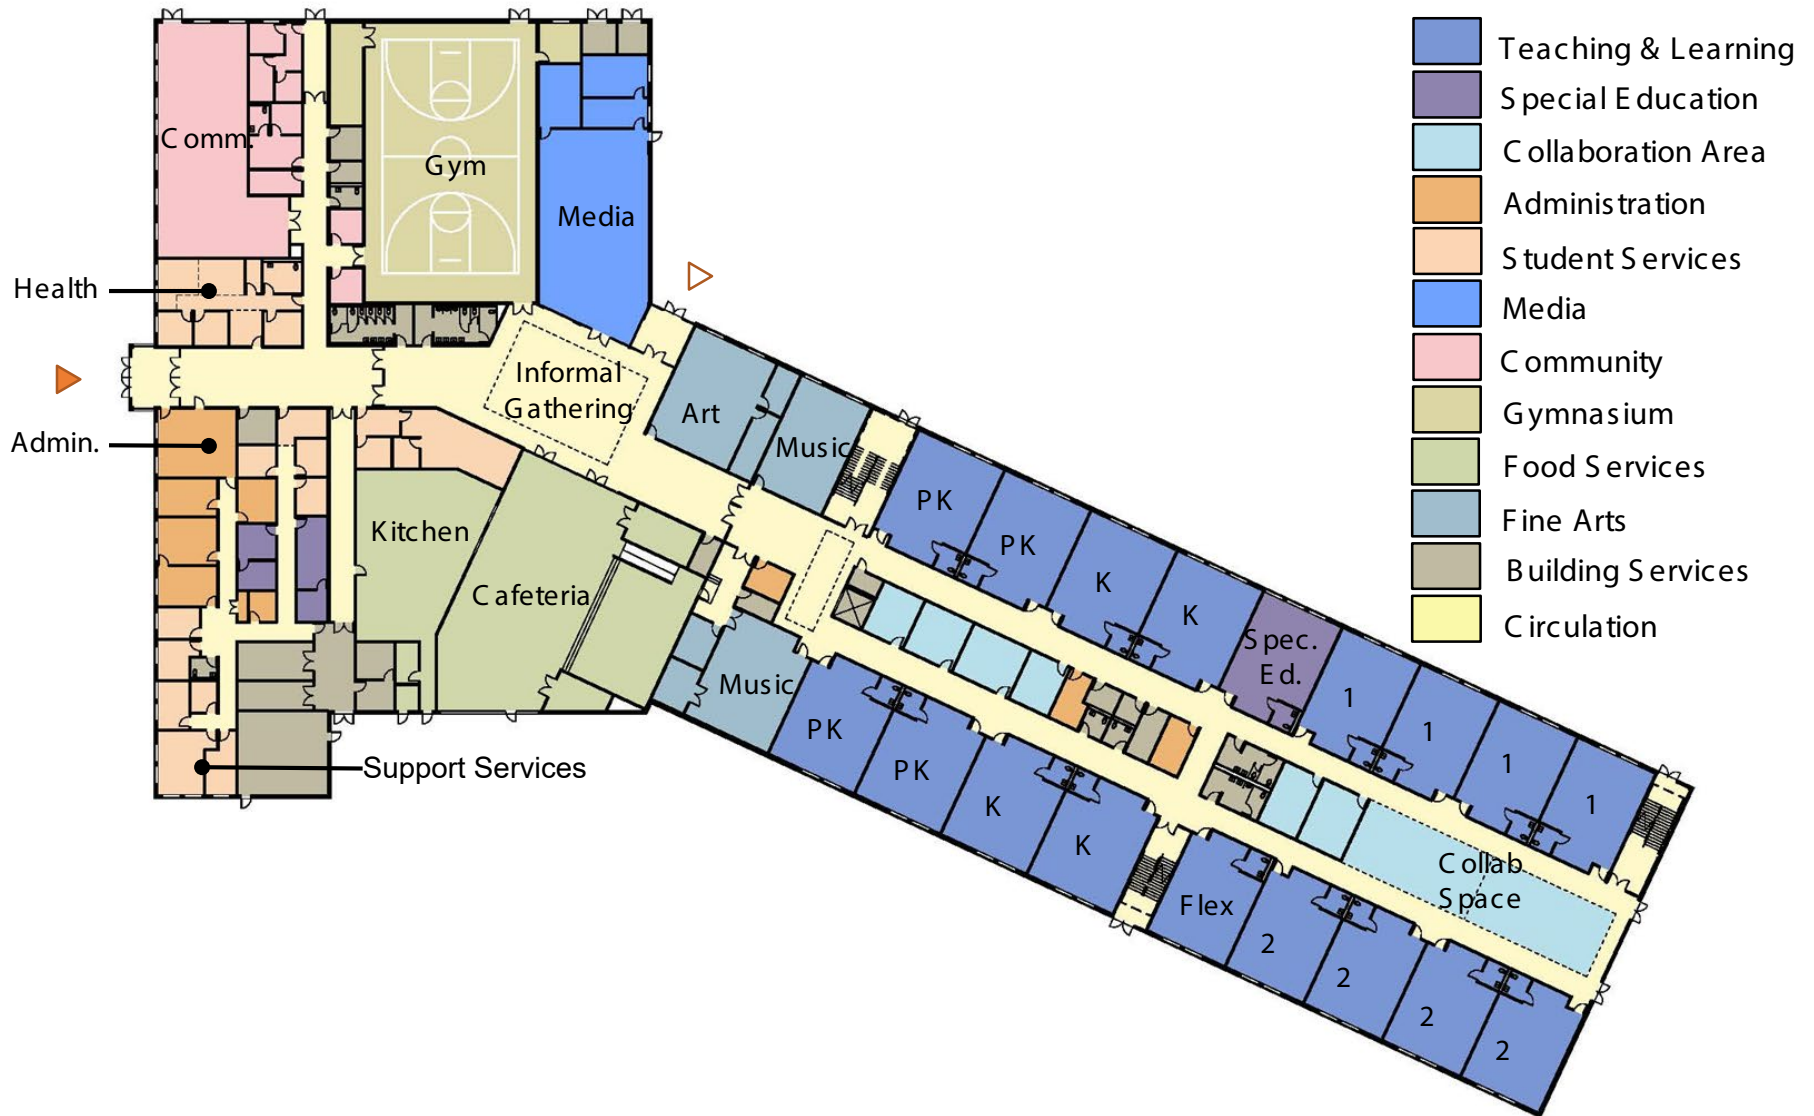 Comm.
Gym
Media
Health
Informal
Gathering
Admin.
Art
Music
Kitchen
Cafeteria
PK
PK
K
K
Spec.
Ed.
1
1
1
1
Music
PK
PK
K
K
Flex
2
2
2
2
Collab
Space
Support Services
Teaching & Learning
Special Education
Collaboration Area
Administration
Student Services
Media
Community
Gymnasium
Food Services
Fine Arts
Building Services
Circulation